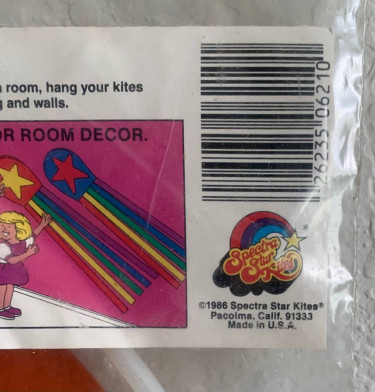 room, hang your kites
g and walls.
OR ROOM DECOR.
26235 06210
Spectra
Star
Kites
©1986 Spectra Star Kites®
Pacoima, Calif. 91333
Made in U.S.A.